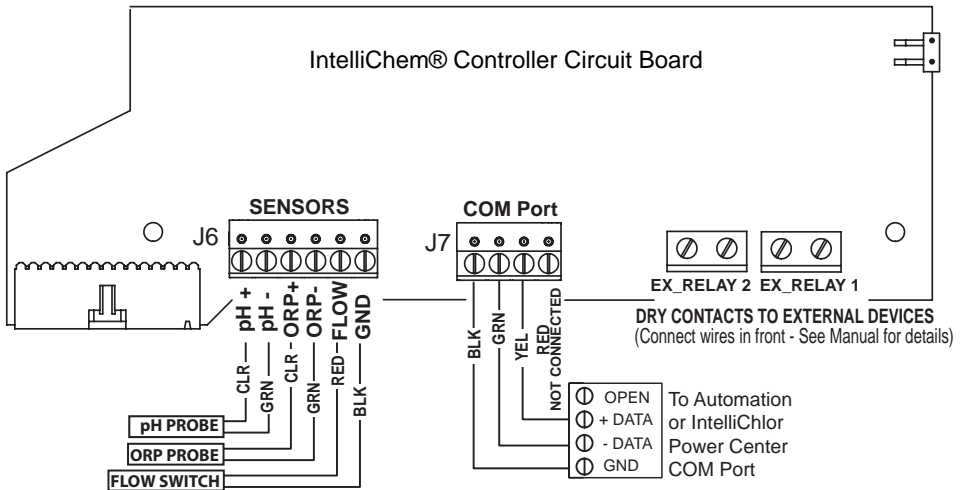 IntelliChem® Controller Circuit Board
SENSORS
J6
pH +
pH -
ORP+
ORP-
FLOW
GND
CLR
GRN
CLR
GRN
RED
BLK
pH PROBE
ORP PROBE
FLOW SWITCH
COM Port
J7
BLK
GRN
YEL
RED
NOT CONNECTED
EX_RELAY 2
EX_RELAY 1
DRY CONTACTS TO EXTERNAL DEVICES
(Connect wires in front - See Manual for details)
OPEN
+ DATA
- DATA
GND
To Automation
or IntelliChlor
Power Center
COM Port